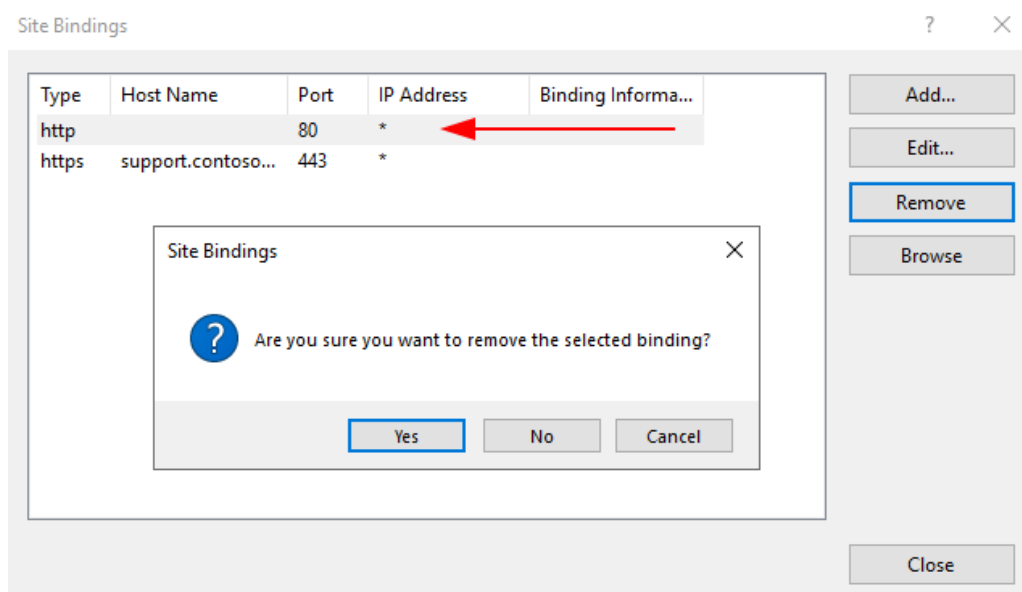 Site Bindings ?
Type Host Name Port IP Address Binding Informa... Add...
http 80 *
Edit...
https support.contoso... 443 *
Remove
Site Bindings
Browse
Are you sure you want to remove the selected binding?
Yes No Cancel
Close